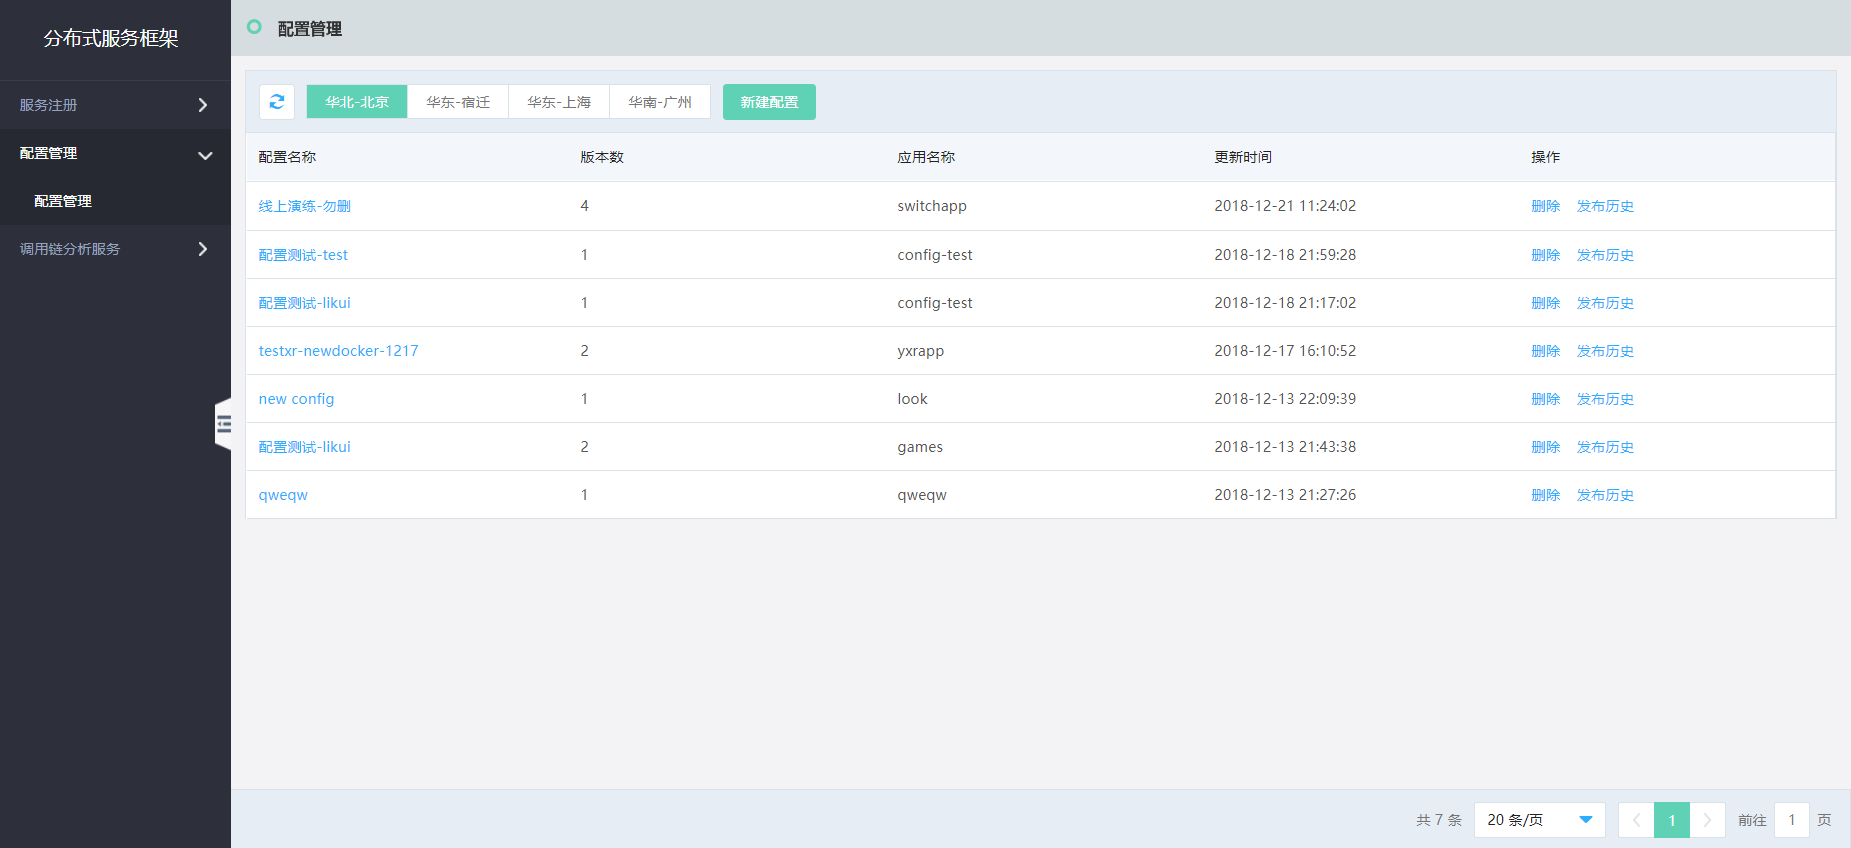 分布式服务框架
服务注册
配置管理
配置管理
调用链分析服务
配置管理
华北-北京 华东-宿迁 华东-上海 华南-广州 新建配置
配置名称 版本数 应用名称 更新时间 操作
线上演练-勿删 4 switchapp 2018-12-21 11:24:02 删除 发布历史
配置测试-test 1 config-test 2018-12-18 21:59:28 删除 发布历史
配置测试-likui 1 config-test 2018-12-18 21:17:02 删除 发布历史
testxr-newdocker-1217 2 yxrapp 2018-12-17 16:10:52 删除 发布历史
new config 1 look 2018-12-13 22:09:39 删除 发布历史
配置测试-likui 2 games 2018-12-13 21:43:38 删除 发布历史
qweqw 1 qweqw 2018-12-13 21:27:26 删除 发布历史
共 7 条 20 条/页 1 前往 1 页